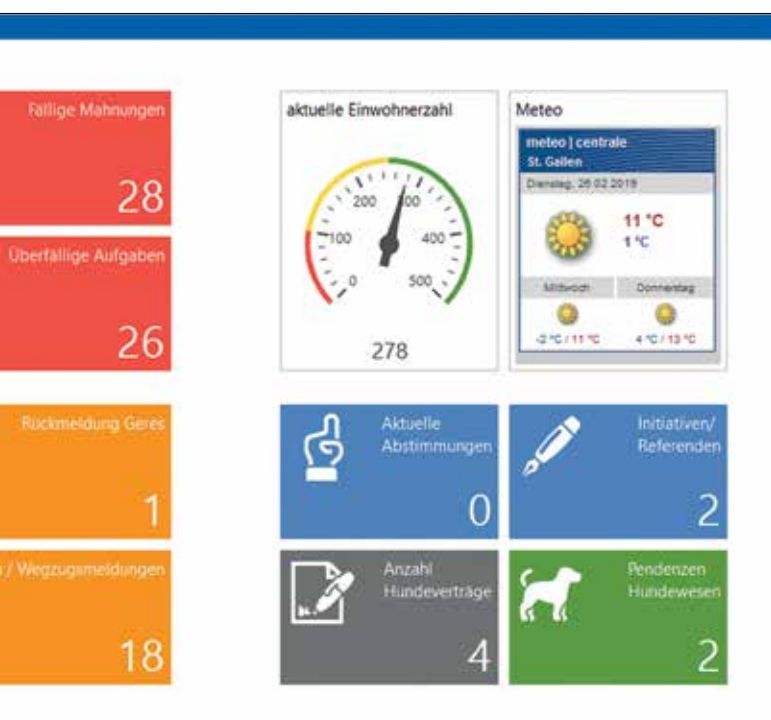 Fällige Mahnungen
28
Überfällige Aufgaben
26
Rückmeldung Geres
1
/ Wegzugsmeldungen
18
aktuelle Einwohnerzahl
0
100
200
300
400
500
278
Meteo
meteo | centrale
St. Gallen
Dienstag, 26.02.2019
11 °C
1 °C
Mittwoch
Donnerstag
-2 °C / 11 °C
4 °C / 13 °C
Aktuelle
Abstimmungen
0
Initiativen/
Referenden
2
Anzahl
Hundeverträge
4
Pendenzen
Hundewesen
2